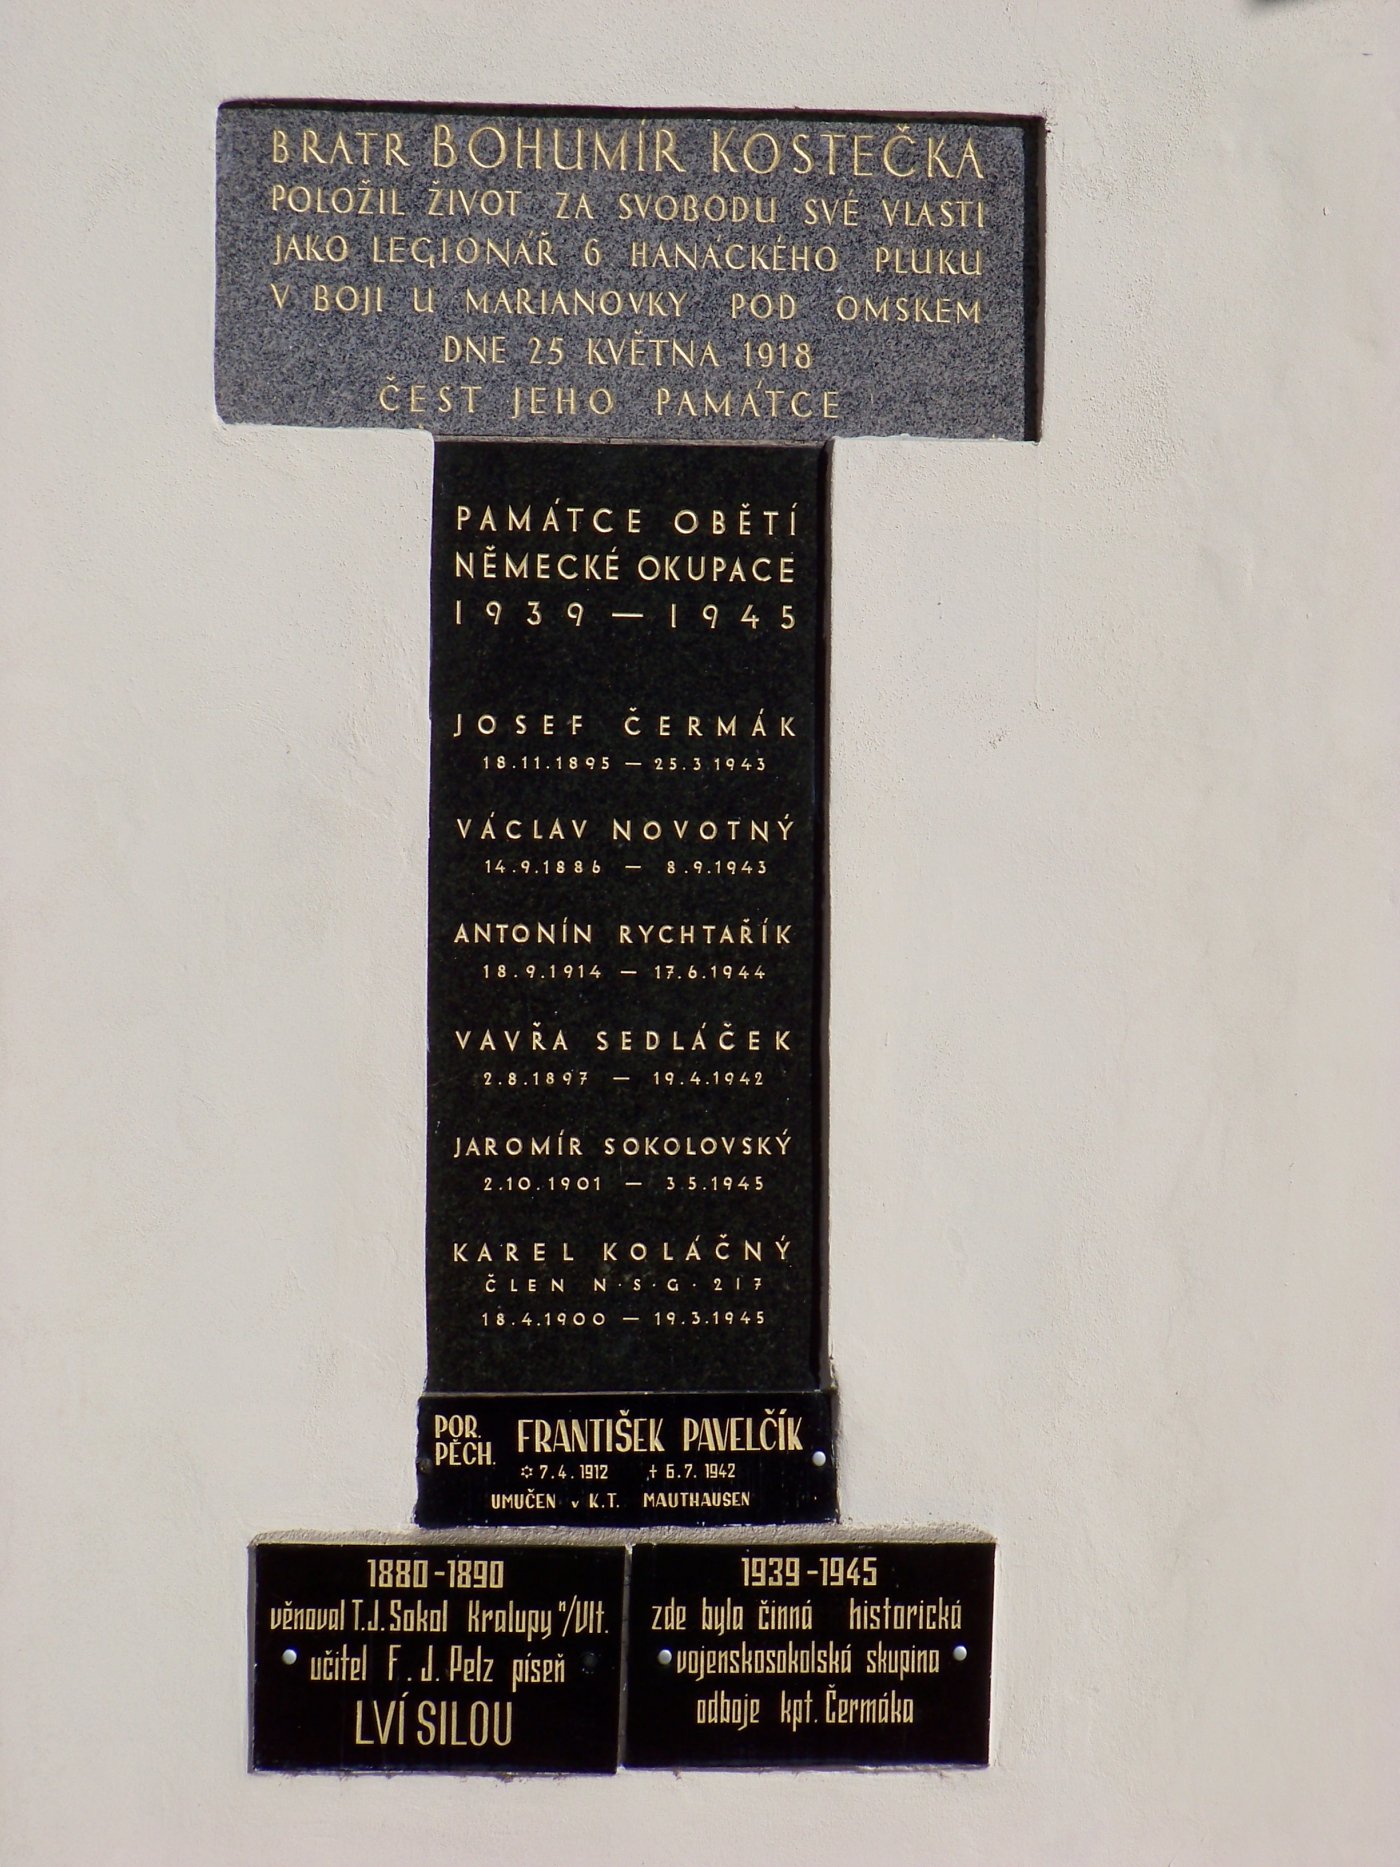 BRATR BOHUMÍR KOSTEČKA
POLOŽIL ŽIVOT ZA SVOBODU SVÉ VLASTI
JAKO LEGIONÁŘ 6 HANÁCKÉHO PLUKU
V BOJI U MARIANOVKY POD OMSKEM
DNE 25 KVĚTNA 1918
ČEST JEHO PAMÁTCE
PAMÁTCE OBĚTÍ
NĚMECKÉ OKUPACE
1939 — 1945
JOSEF ČERMÁK
18.11.1895 — 25.3.1943
VÁCLAV NOVOTNÝ
14.9.1886 — 8.9.1943
ANTONÍN RYCHTAŘÍK
18.9.1914 — 17.6.1944
VAVŘA SEDLÁČEK
2.8.1897 — 19.4.1942
JAROMÍR SOKOLOVSKÝ
2.10.1901 — 3.5.1945
KAREL KOLÁČNÝ
ČLEN N·S·G· 217
18.4.1900 — 19.3.1945
POR. PĚCH. FRANTIŠEK PAVELČÍK
✡7.4.1912 ✝6.7.1942
UMUČEN v K.T. MAUTHAUSEN
1880-1890
věnoval T.J.Sokol Kralupy n/Vlt.
učitel F.J.Pelz píseň
LVÍ SILOU
1939-1945
zde byla činná historická
vojenskosokolská skupina
odboje kpt. Čermáka